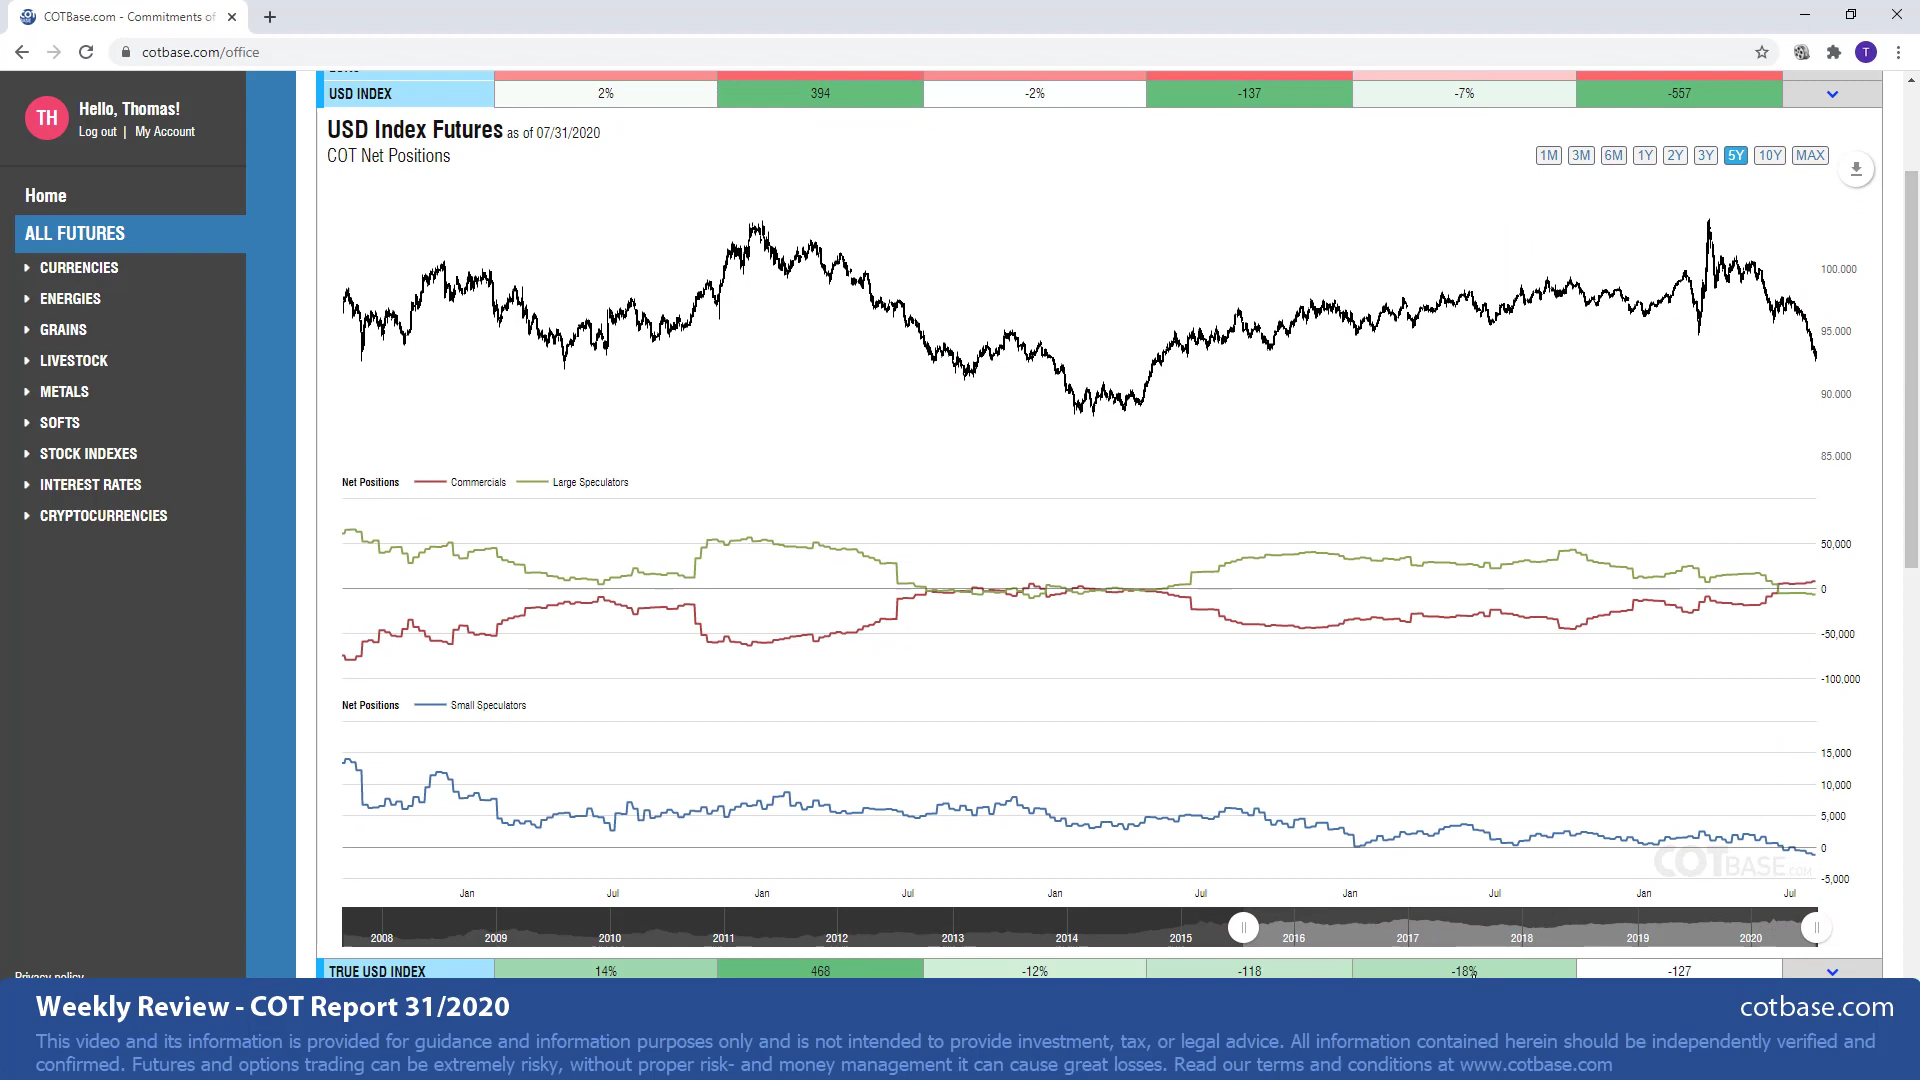 COTBase.com - Commitments of
cotbase.com/office
T
TH
Hello, Thomas!
Log out | My Account
Home
ALL FUTURES
CURRENCIES
ENERGIES
GRAINS
LIVESTOCK
METALS
SOFTS
STOCK INDEXES
INTEREST RATES
CRYPTOCURRENCIES
Privacy policy
USD INDEX 2% 394 -2% -137 -7% -557
USD Index Futures as of 07/31/2020
COT Net Positions
1M 3M 6M 1Y 2Y 3Y 5Y 10Y MAX
100.000
95.000
90.000
85.000
Net Positions Commercials Large Speculators
50,000
0
-50,000
-100,000
Net Positions Small Speculators
15,000
10,000
5,000
0
COTBASE.COM
-5,000
Jan Jul Jan Jul Jan Jul Jan Jul Jan Jul
2008 2009 2010 2011 2012 2013 2014 2015 2016 2017 2018 2019 2020
TRUE USD INDEX 14% 468 -12% -118 -18% -127
Weekly Review - COT Report 31/2020
cotbase.com
This video and its information is provided for guidance and information purposes only and is not intended to provide investment, tax, or legal advice. All information contained herein should be independently verified and
confirmed. Futures and options trading can be extremely risky, without proper risk- and money management it can cause great losses. Read our terms and conditions at www.cotbase.com